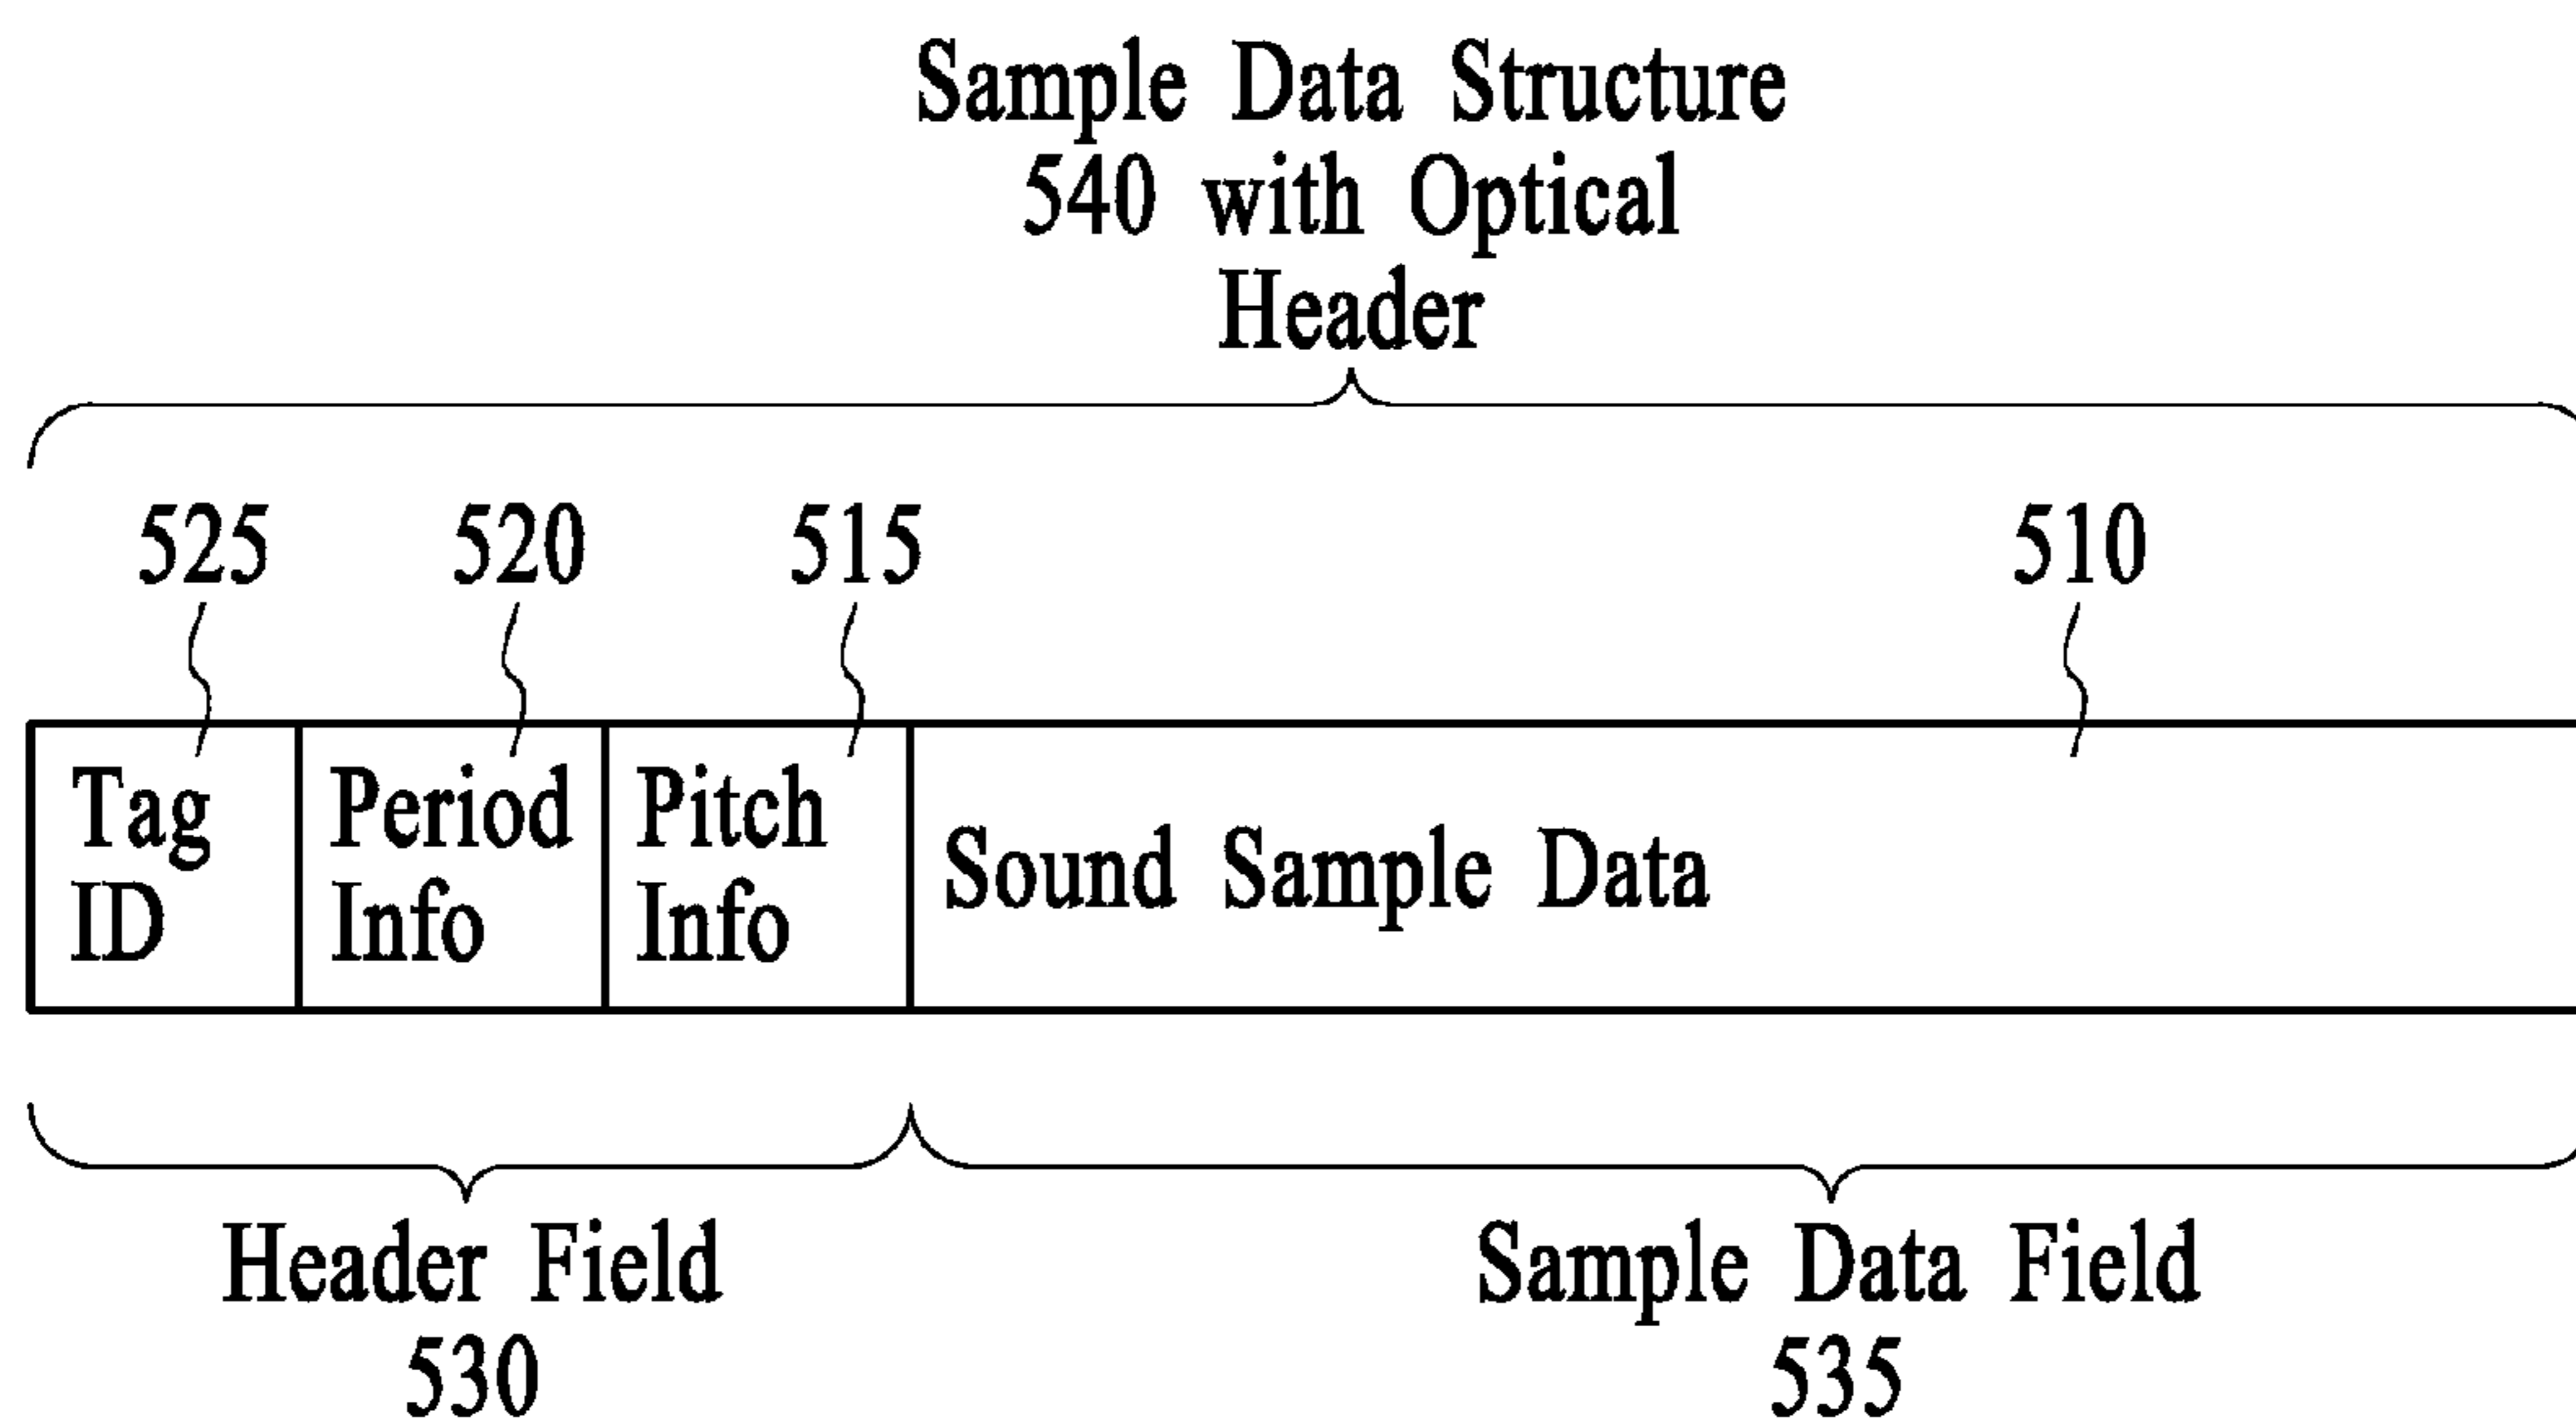 Sample Data Structure
540 with Optical
Header
525 520 515 510
Tag Period Pitch
ID Info Info
Sound Sample Data
Header Field Sample Data Field
530 535